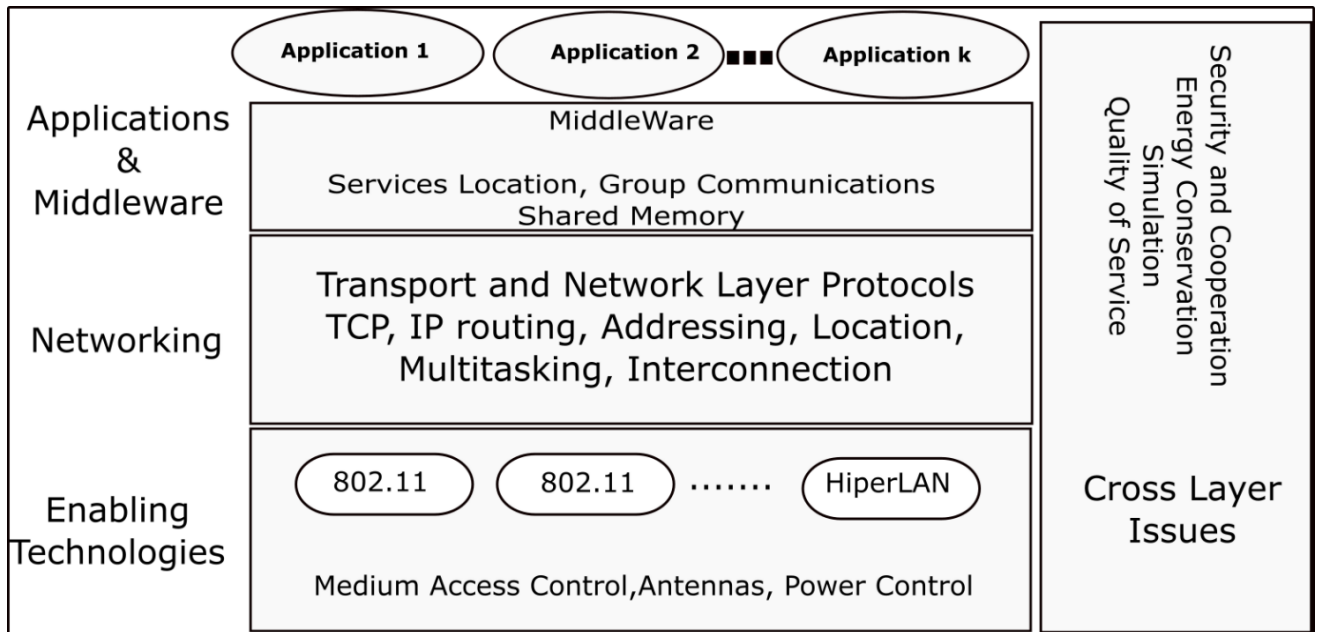 Application 1
Application 2
Application k
Applications
&
Middleware
MiddleWare
Services Location, Group Communications
Shared Memory
Networking
Transport and Network Layer Protocols
TCP, IP routing, Addressing, Location,
Multitasking, Interconnection
Enabling
Technologies
802.11
802.11
.......
HiperLAN
Medium Access Control,Antennas, Power Control
Security and Cooperation
Energy Conservation
Simulation
Quality of Service
Cross Layer
Issues